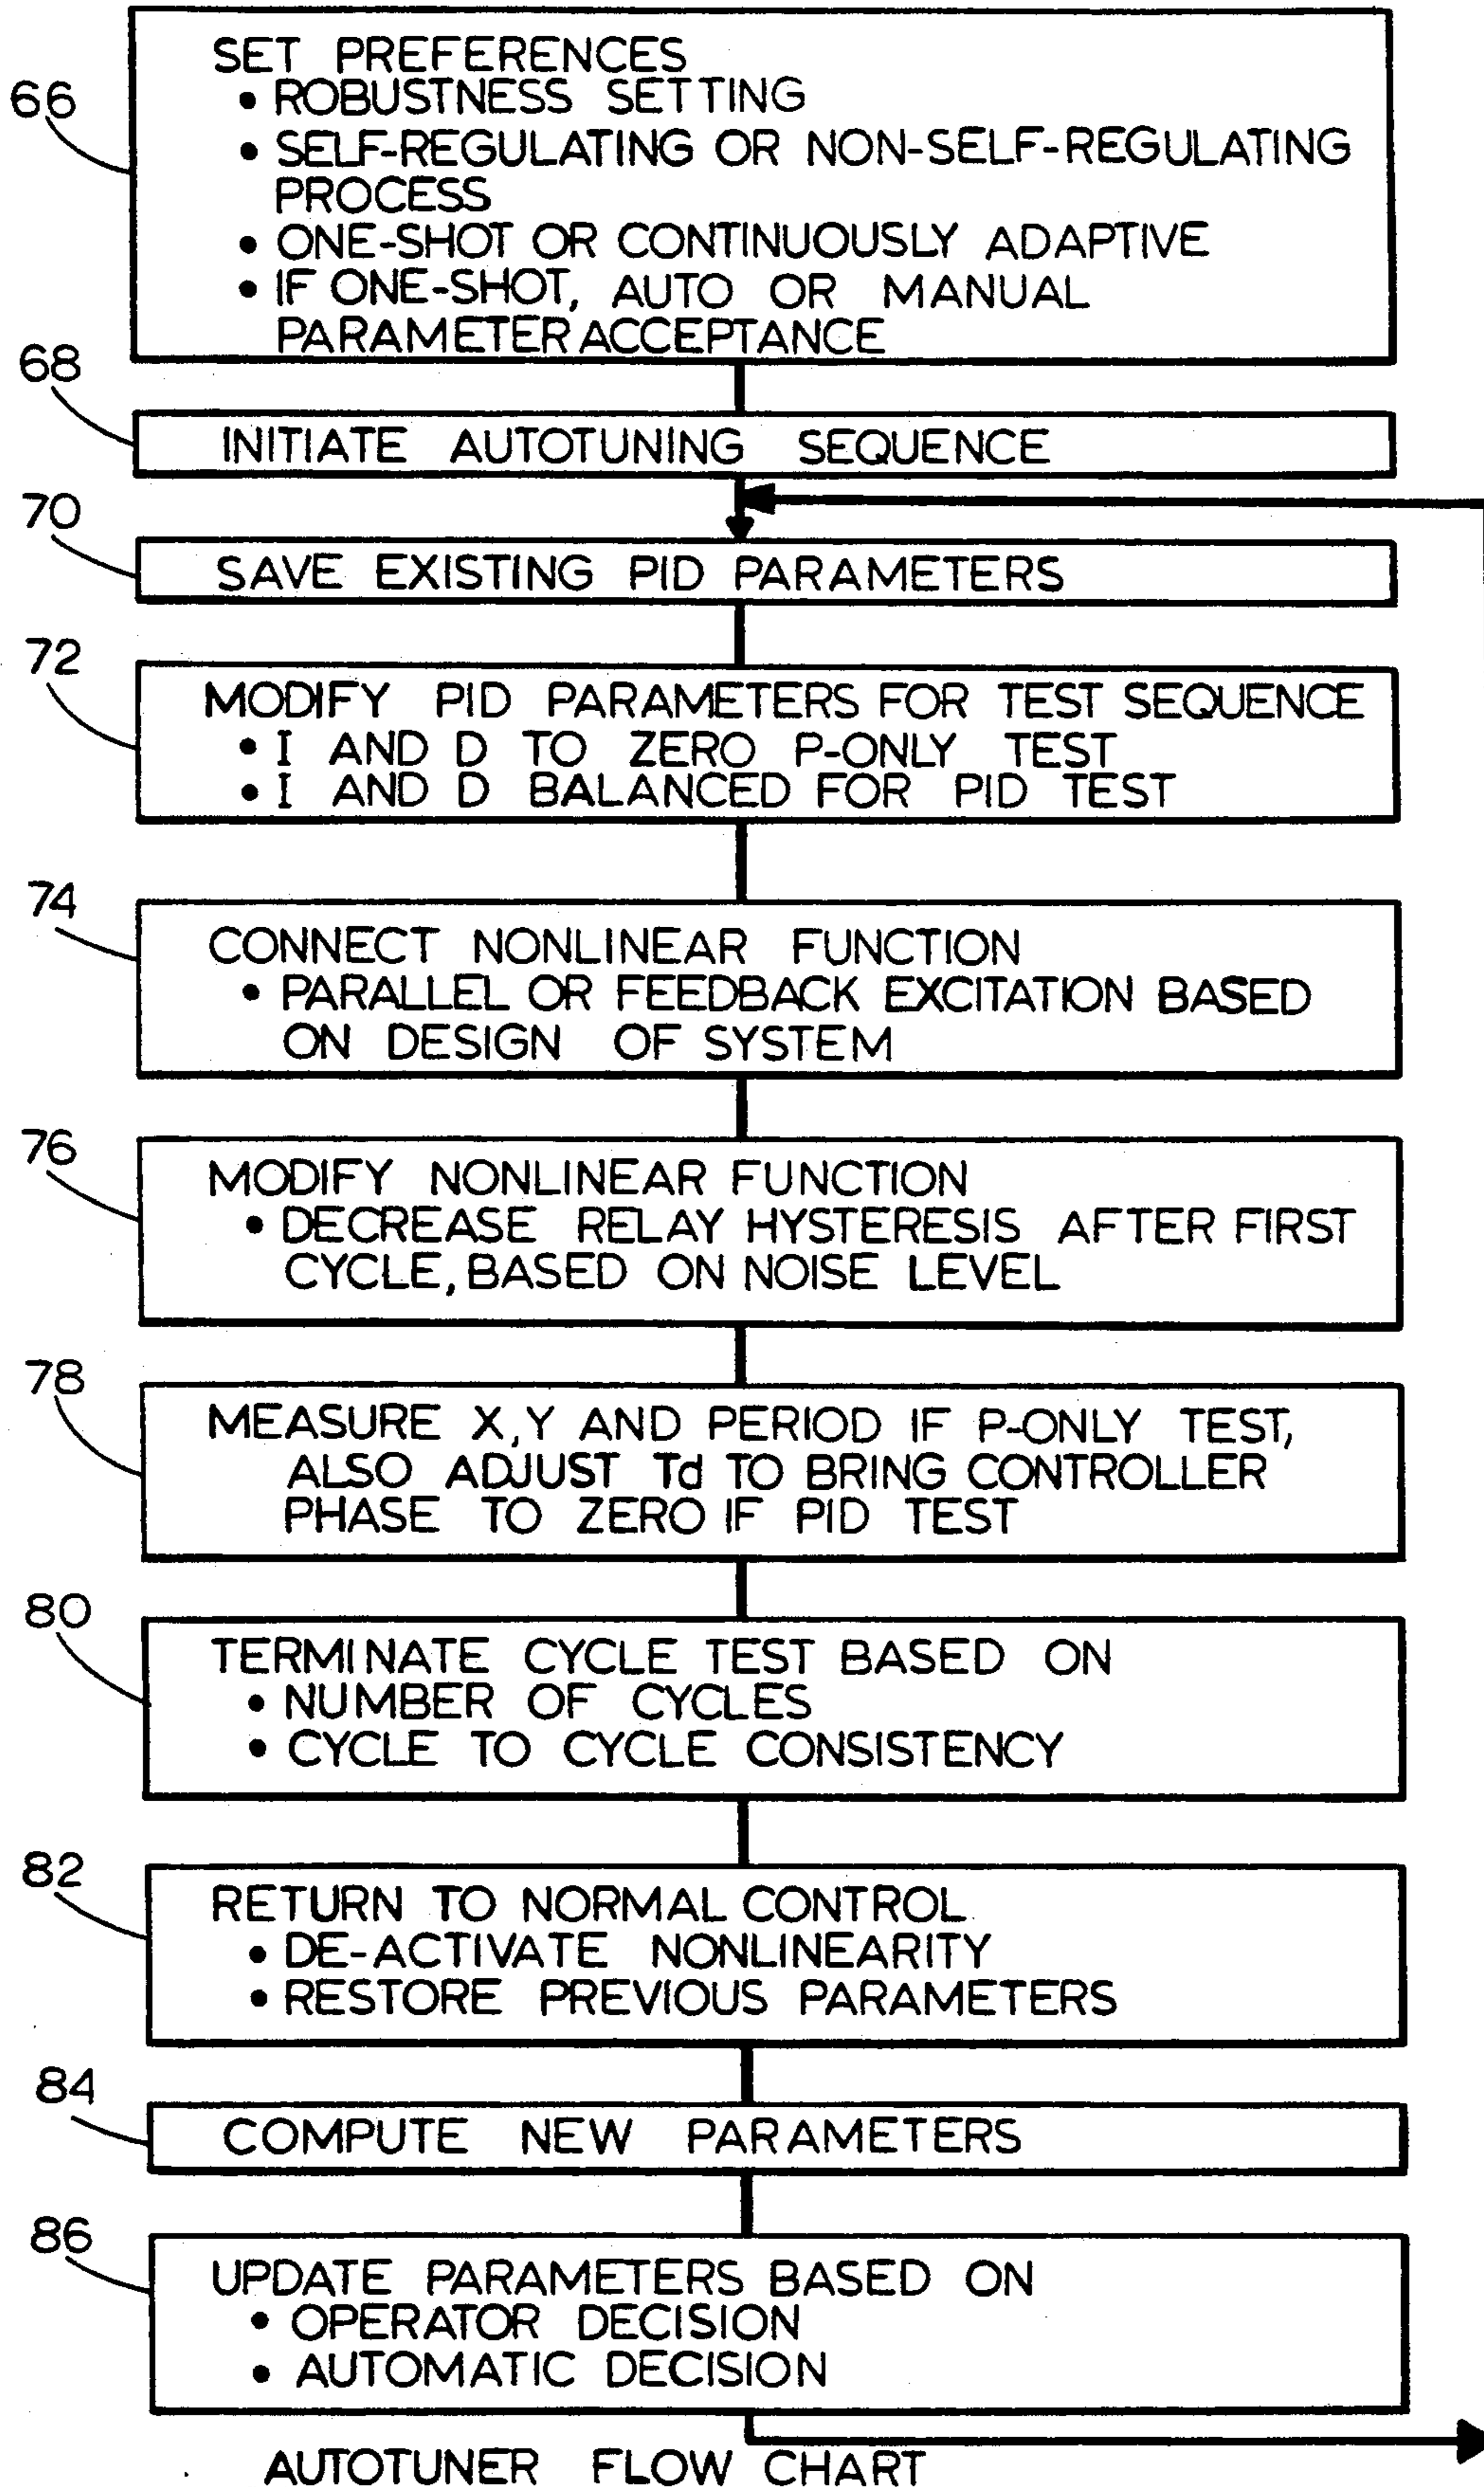 66
SET PREFERENCES
• ROBUSTNESS SETTING
• SELF-REGULATING OR NON-SELF-REGULATING
PROCESS
• ONE-SHOT OR CONTINUOUSLY ADAPTIVE
• IF ONE-SHOT, AUTO OR MANUAL
PARAMETER ACCEPTANCE
68
INITIATE AUTOTUNING SEQUENCE
70
SAVE EXISTING PID PARAMETERS
72
MODIFY PID PARAMETERS FOR TEST SEQUENCE
• I AND D TO ZERO P-ONLY TEST
• I AND D BALANCED FOR PID TEST
74
CONNECT NONLINEAR FUNCTION
• PARALLEL OR FEEDBACK EXCITATION BASED
ON DESIGN OF SYSTEM
76
MODIFY NONLINEAR FUNCTION
• DECREASE RELAY HYSTERESIS AFTER FIRST
CYCLE, BASED ON NOISE LEVEL
78
MEASURE X,Y AND PERIOD IF P-ONLY TEST,
ALSO ADJUST Td TO BRING CONTROLLER
PHASE TO ZERO IF PID TEST
80
TERMINATE CYCLE TEST BASED ON
• NUMBER OF CYCLES
• CYCLE TO CYCLE CONSISTENCY
82
RETURN TO NORMAL CONTROL
• DE-ACTIVATE NONLINEARITY
• RESTORE PREVIOUS PARAMETERS
84
COMPUTE NEW PARAMETERS
86
UPDATE PARAMETERS BASED ON
• OPERATOR DECISION
• AUTOMATIC DECISION
AUTOTUNER FLOW CHART